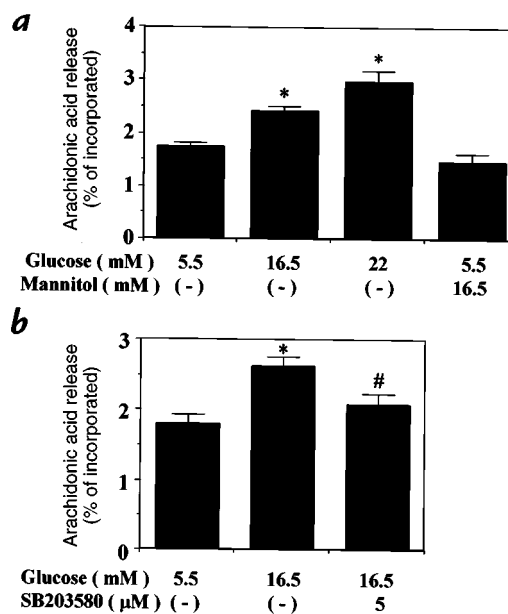 a
Arachidonic acid release
(% of incorporated)
4
3
2
1
0
*
*
Glucose ( mM ) 5.5 16.5 22 5.5
Mannitol ( mM ) ( - ) ( - ) ( - ) 16.5
b
Arachidonic acid release
(% of incorporated)
3
2
1
0
*
#
Glucose ( mM ) 5.5 16.5 16.5
SB203580 ( μM ) ( - ) ( - ) 5